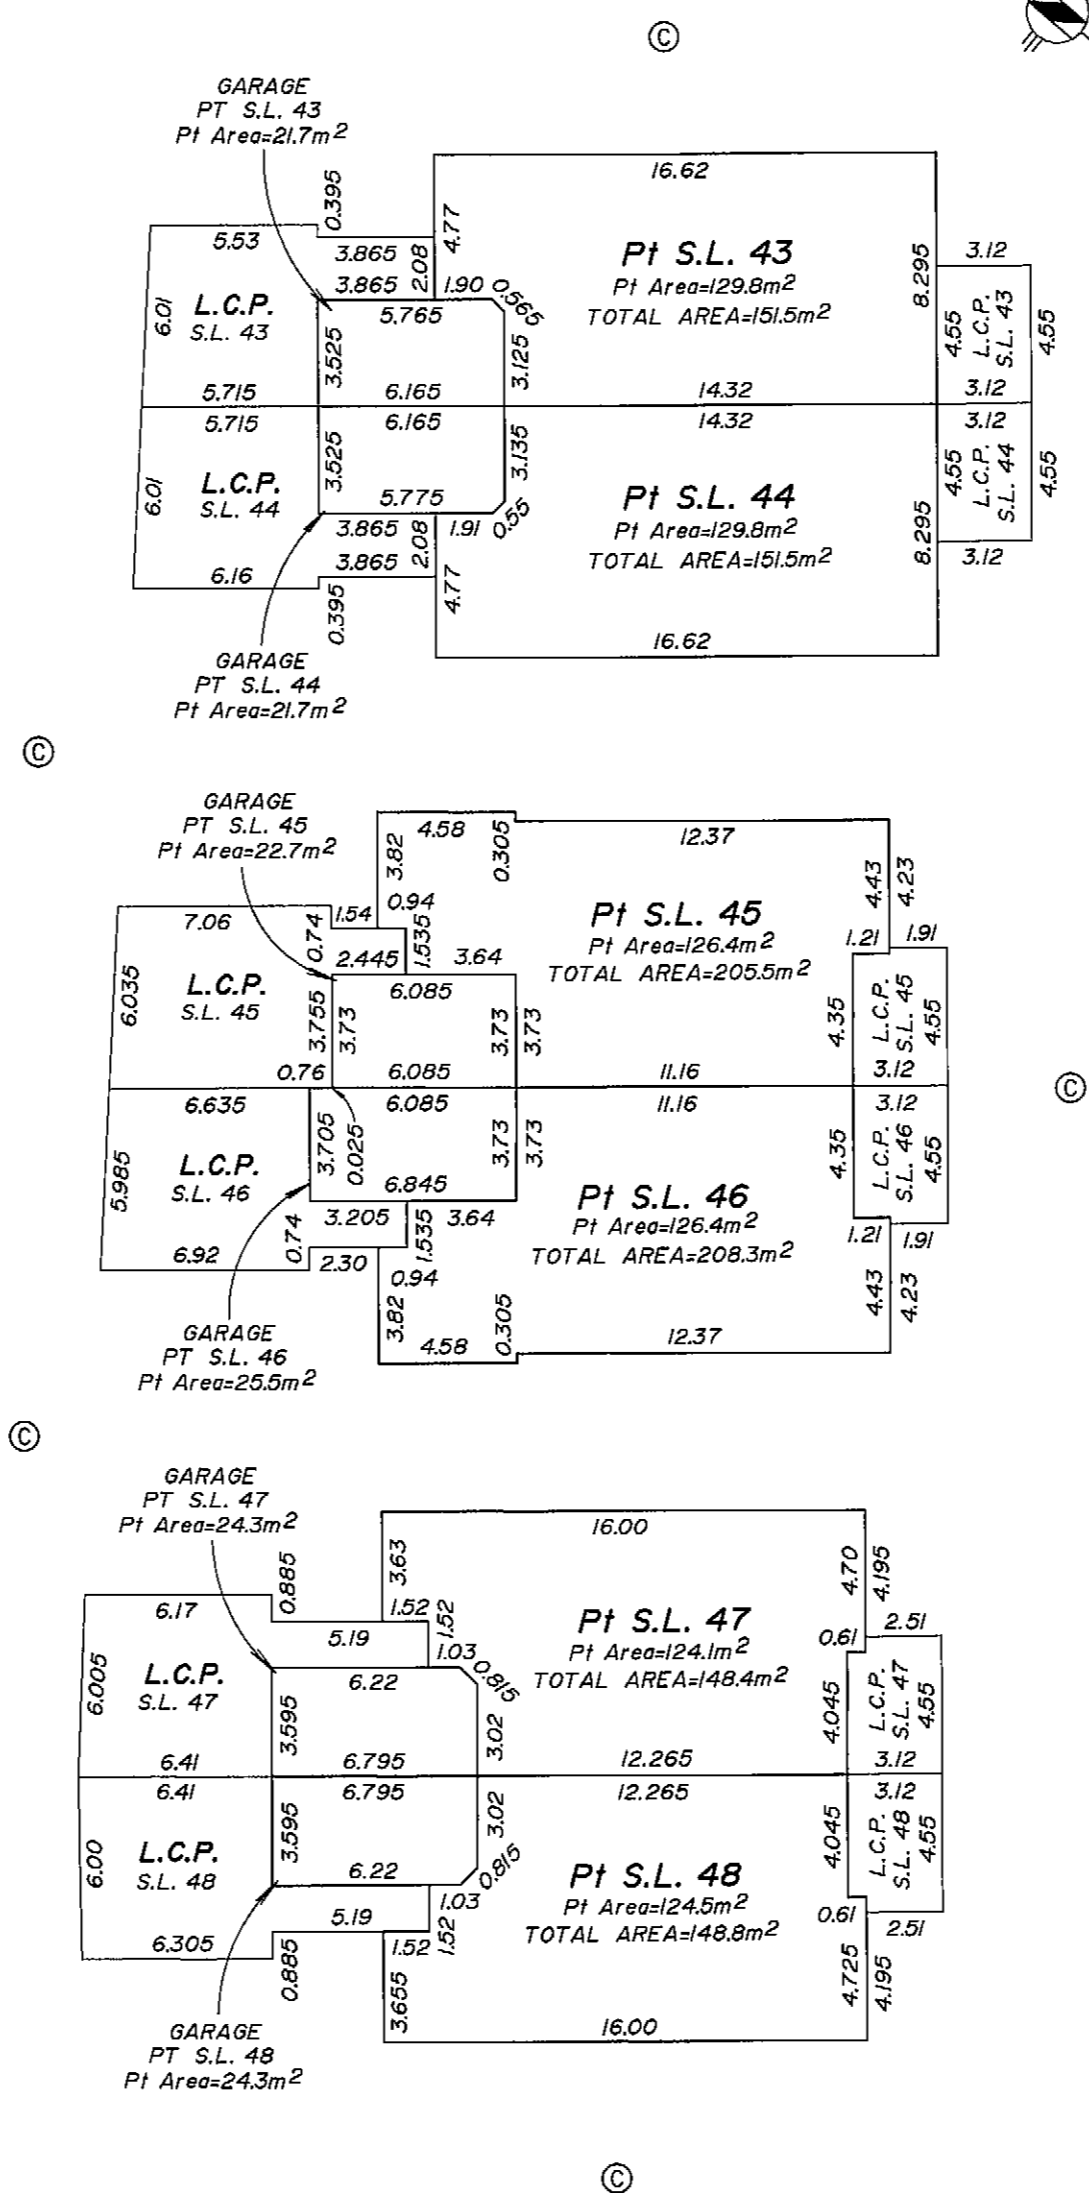 ©
GARAGE
PT S.L. 43
Pt Area=21.7m²
16.62
0.395
4.77
5.53
3.865
2.08
Pt S.L. 43
Pt Area=129.8m²
TOTAL AREA=151.5m²
8.295
3.12
3.865
1.90
0.565
L.C.P.
S.L. 43
6.01
5.765
3.525
3.125
4.55
L.C.P.
S.L. 43
4.55
5.715
6.165
14.32
3.12
5.715
6.165
14.32
3.12
L.C.P.
S.L. 44
6.01
3.525
3.135
5.775
Pt S.L. 44
Pt Area=129.8m²
TOTAL AREA=151.5m²
4.55
L.C.P.
S.L. 44
4.55
3.865
2.08
1.91
0.55
8.295
3.12
6.16
3.865
0.395
4.77
16.62
GARAGE
PT S.L. 44
Pt Area=21.7m²
©
GARAGE
PT S.L. 45
Pt Area=22.7m²
4.58
0.305
12.37
3.82
4.43
4.23
7.06
0.74
1.54
0.94
1.535
Pt S.L. 45
Pt Area=126.4m²
TOTAL AREA=205.5m²
1.21
1.91
2.445
3.64
L.C.P.
S.L. 45
6.035
6.085
3.755
3.73
3.73
3.73
4.35
L.C.P.
S.L. 45
4.55
0.76
6.085
11.16
3.12
©
6.635
6.085
11.16
3.12
L.C.P.
S.L. 46
5.985
3.705
0.025
3.73
3.73
6.845
Pt S.L. 46
Pt Area=126.4m²
TOTAL AREA=208.3m²
4.35
L.C.P.
S.L. 46
4.55
3.205
1.535
3.64
1.21
1.91
6.92
0.74
2.30
0.94
3.82
4.58
0.305
12.37
4.43
4.23
GARAGE
PT S.L. 46
Pt Area=25.5m²
©
GARAGE
PT S.L. 47
Pt Area=24.3m²
16.00
3.63
4.70
4.195
0.885
6.17
5.19
1.52
1.52
1.03
0.815
Pt S.L. 47
Pt Area=124.1m²
TOTAL AREA=148.4m²
0.61
2.51
L.C.P.
S.L. 47
6.005
6.22
3.595
3.02
4.045
L.C.P.
S.L. 47
4.55
6.41
6.795
12.265
3.12
6.41
6.795
12.265
3.12
L.C.P.
S.L. 48
6.00
3.595
3.02
6.22
0.815
Pt S.L. 48
Pt Area=124.5m²
TOTAL AREA=148.8m²
4.045
L.C.P.
S.L. 48
4.55
0.61
2.51
1.03
5.19
1.52
1.52
6.305
0.885
3.655
16.00
4.725
4.195
GARAGE
PT S.L. 48
Pt Area=24.3m²
©